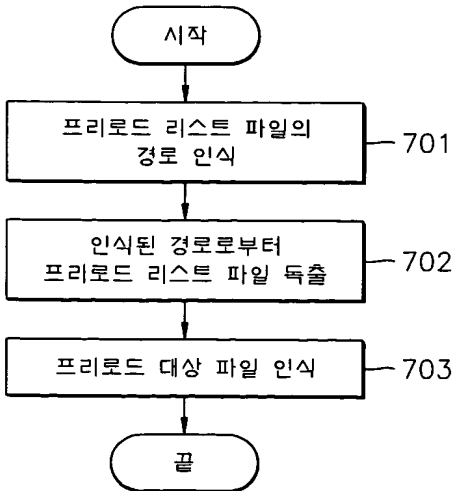 시작
프리로드 리스트 파일의
경로 인식
701
인식된 경로로부터
프라로드 리스트 파일 독출
702
프리로드 대상 파일 인식
703
끝